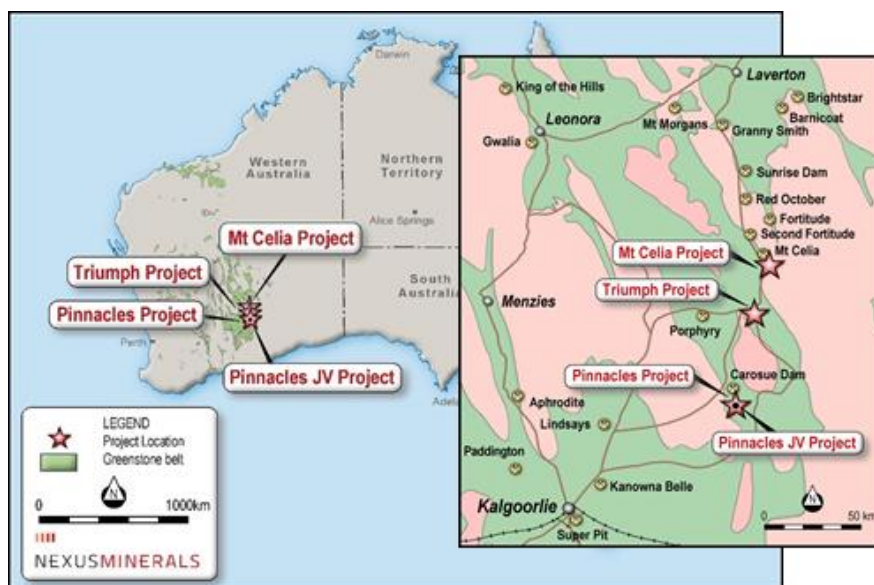 Darwin
Western
Australia
Northern
Territory
Alice Springs
South
Australia
Perth
Adela
Mt Celia Project
Triumph Project
Pinnacles Project
Pinnacles JV Project
LEGEND
Project Location
Greenstone belt
N
0 1000km
NEXUSMINERALS
Laverton
King of the Hills
Brightstar
Barnicoat
Leonora
Mt Morgans
Granny Smith
Gwalia
Sunrise Dam
Red October
Fortitude
Second Fortitude
Mt Celia
Mt Celia Project
Triumph Project
Menzies
Porphyry
Pinnacles Project
Carosue Dam
Aphrodite
Lindsays
Pinnacles JV Project
Paddington
Kanowna Belle
Kalgoorlie
Super Pit
N
0 50 km